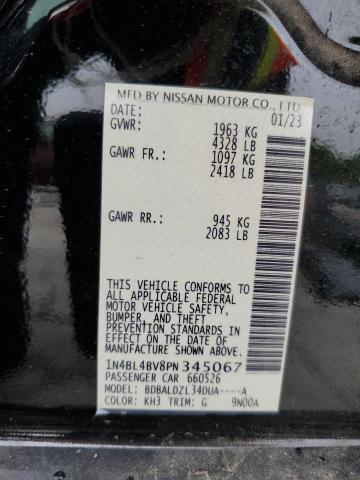 MFD BY NISSAN MOTOR CO., LTD.
DATE: 01/23
GVWR: 1963 KG
4328 LB
GAWR FR.: 1097 KG
2418 LB
GAWR RR.: 945 KG
2083 LB
THIS VEHICLE CONFORMS TO
ALL APPLICABLE FEDERAL
MOTOR VEHICLE SAFETY,
BUMPER, AND THEFT
PREVENTION STANDARDS IN
EFFECT ON THE DATE OF
MANUFACTURE SHOWN ABOVE.
1N4BL4BV8PN345067
PASSENGER CAR 660526
MODEL: BDBALDZL34DUA----A
COLOR: KH3 TRIM: G 9N00A